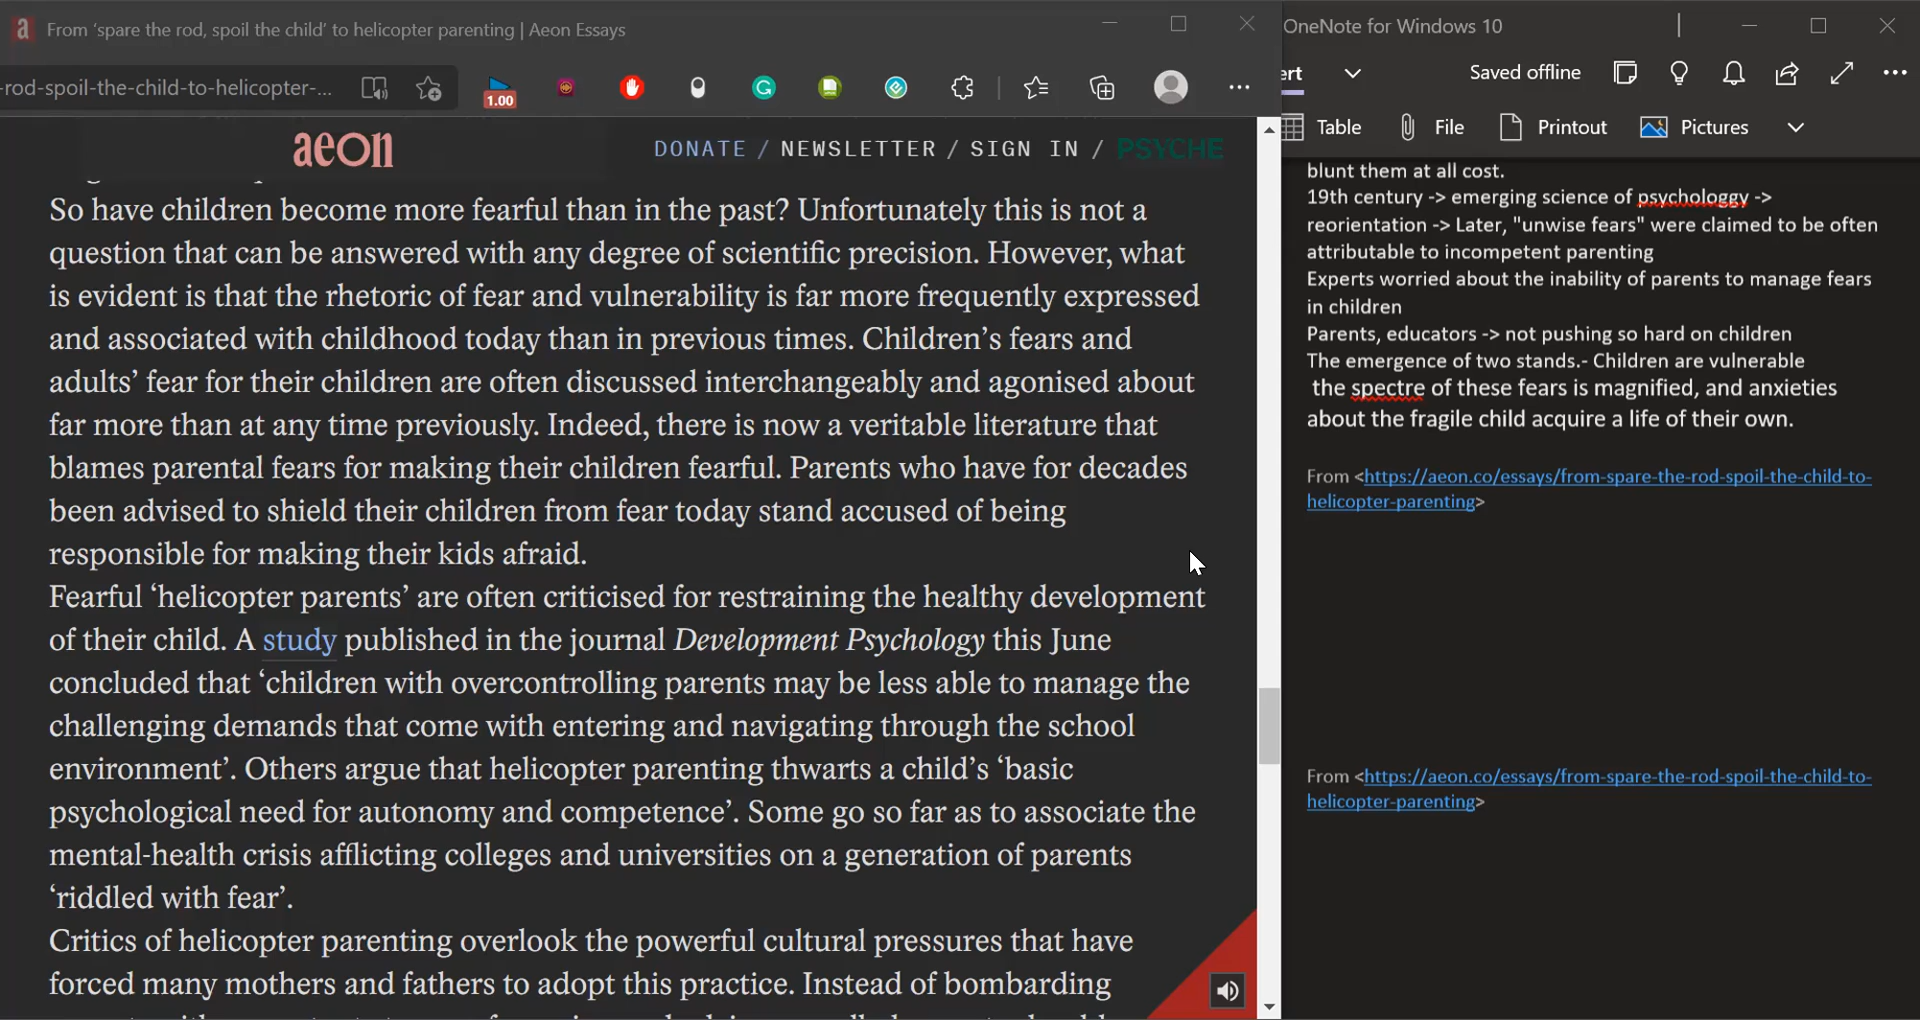 From ‘spare the rod, spoil the child’ to helicopter parenting | Aeon Essays
-rod-spoil-the-child-to-helicopter-...
1.00
aeon
DONATE / NEWSLETTER / SIGN IN / PSYCHE
So have children become more fearful than in the past? Unfortunately this is not a
question that can be answered with any degree of scientific precision. However, what
is evident is that the rhetoric of fear and vulnerability is far more frequently expressed
and associated with childhood today than in previous times. Children’s fears and
adults’ fear for their children are often discussed interchangeably and agonised about
far more than at any time previously. Indeed, there is now a veritable literature that
blames parental fears for making their children fearful. Parents who have for decades
been advised to shield their children from fear today stand accused of being
responsible for making their kids afraid.
Fearful ‘helicopter parents’ are often criticised for restraining the healthy development
of their child. A study published in the journal Development Psychology this June
concluded that ‘children with overcontrolling parents may be less able to manage the
challenging demands that come with entering and navigating through the school
environment’. Others argue that helicopter parenting thwarts a child’s ‘basic
psychological need for autonomy and competence’. Some go so far as to associate the
mental-health crisis afflicting colleges and universities on a generation of parents
‘riddled with fear’.
Critics of helicopter parenting overlook the powerful cultural pressures that have
forced many mothers and fathers to adopt this practice. Instead of bombarding
OneNote for Windows 10
ert
Saved offline
Table File Printout Pictures
blunt them at all cost.
19th century -> emerging science of psychologgy ->
reorientation -> Later, "unwise fears" were claimed to be often
attributable to incompetent parenting
Experts worried about the inability of parents to manage fears
in children
Parents, educators -> not pushing so hard on children
The emergence of two stands.- Children are vulnerable
the spectre of these fears is magnified, and anxieties
about the fragile child acquire a life of their own.
From <https://aeon.co/essays/from-spare-the-rod-spoil-the-child-to-
helicopter-parenting>
From <https://aeon.co/essays/from-spare-the-rod-spoil-the-child-to-
helicopter-parenting>